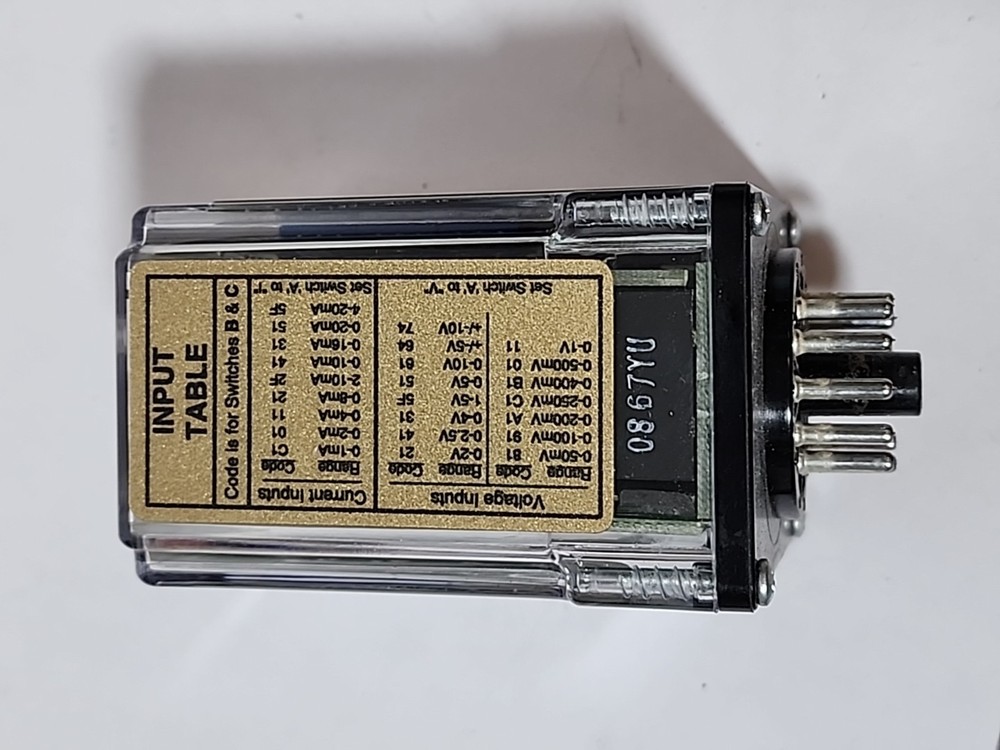 INPUT
TABLE
Code is for Switches B & C
Voltage Inputs
Range Code Range Code
0-50mV 81 0-2V 21
0-100mV 91 0-2.5V 41
0-200mV A1 0-4V 31
0-250mV C1 1-5V 5F
0-400mV B1 0-5V 51
0-500mV 01 0-10V 61
0-1V 11 +/-5V 64
+/-10V 74
Set Switch 'A' to "V"
Current Inputs
Range Code
0-1mA C1
0-2mA 01
0-4mA 11
0-8mA 21
2-10mA 2F
0-10mA 41
0-16mA 31
0-20mA 51
4-20mA 5F
Set Switch 'A' to "I"
0867YU